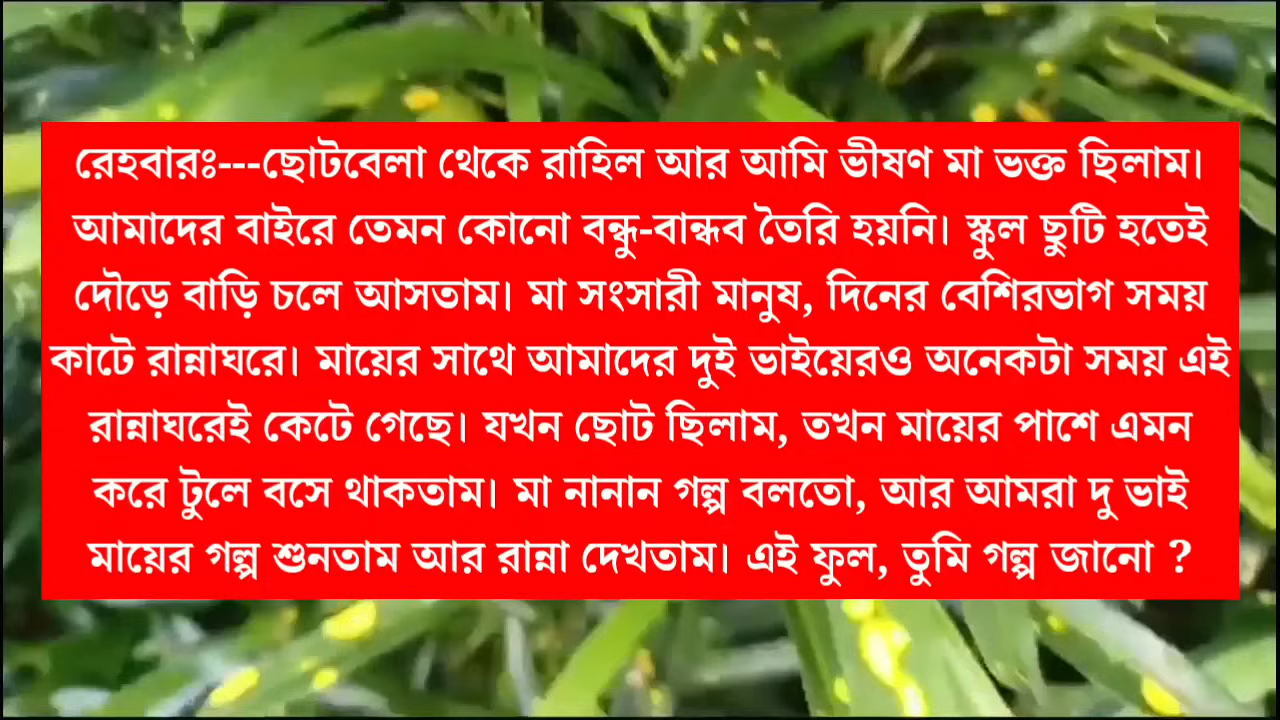 রেহবারঃ---ছোটবেলা থেকে রাহিল আর আমি ভীষণ মা ভক্ত ছিলাম।
আমাদের বাইরে তেমন কোনো বন্ধু-বান্ধব তৈরি হয়নি। স্কুল ছুটি হতেই
দৌড়ে বাড়ি চলে আসতাম। মা সংসারী মানুষ, দিনের বেশিরভাগ সময়
কাটে রান্নাঘরে। মায়ের সাথে আমাদের দুই ভাইয়েরও অনেকটা সময় এই
রান্নাঘরেই কেটে গেছে। যখন ছোট ছিলাম, তখন মায়ের পাশে এমন
করে টুলে বসে থাকতাম। মা নানান গল্প বলতো, আর আমরা দু ভাই
মায়ের গল্প শুনতাম আর রান্না দেখতাম। এই ফুল, তুমি গল্প জানো ?